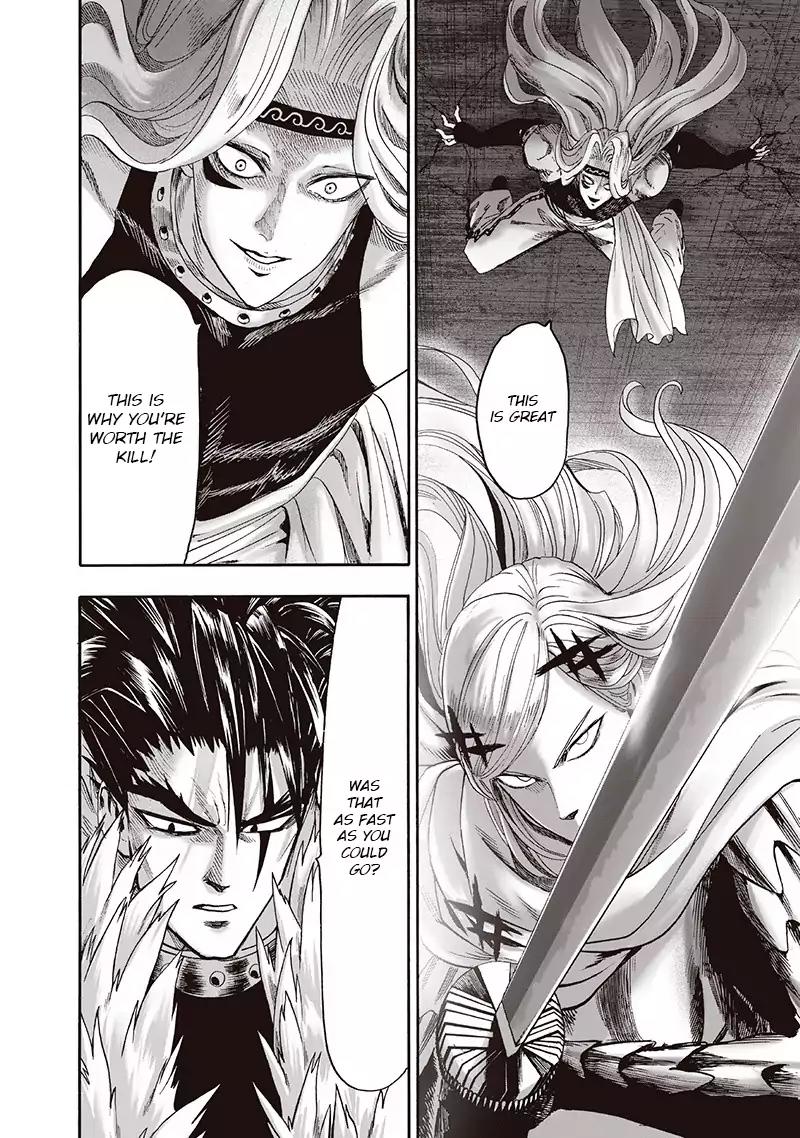 THIS
IS GREAT
THIS IS
WHY YOU'RE
WORTH THE
KILL!
WAS
THAT
AS FAST
AS YOU
COULD
GO?